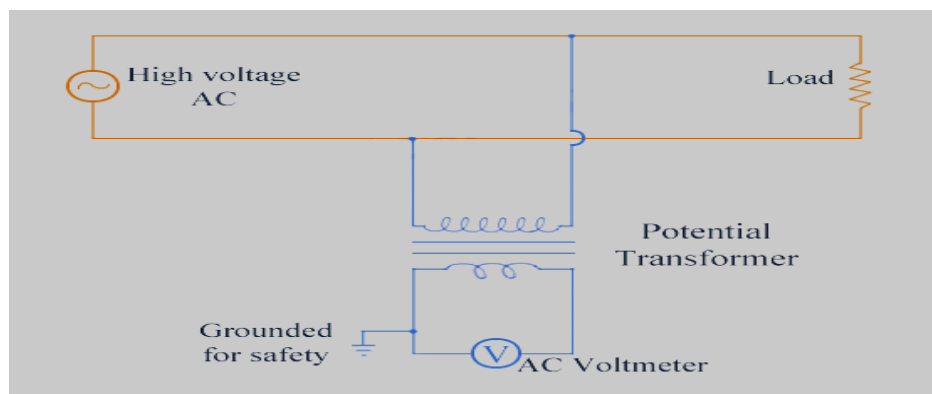 High voltage
AC
Load
Potential
Transformer
Grounded
for safety
V
AC Voltmeter